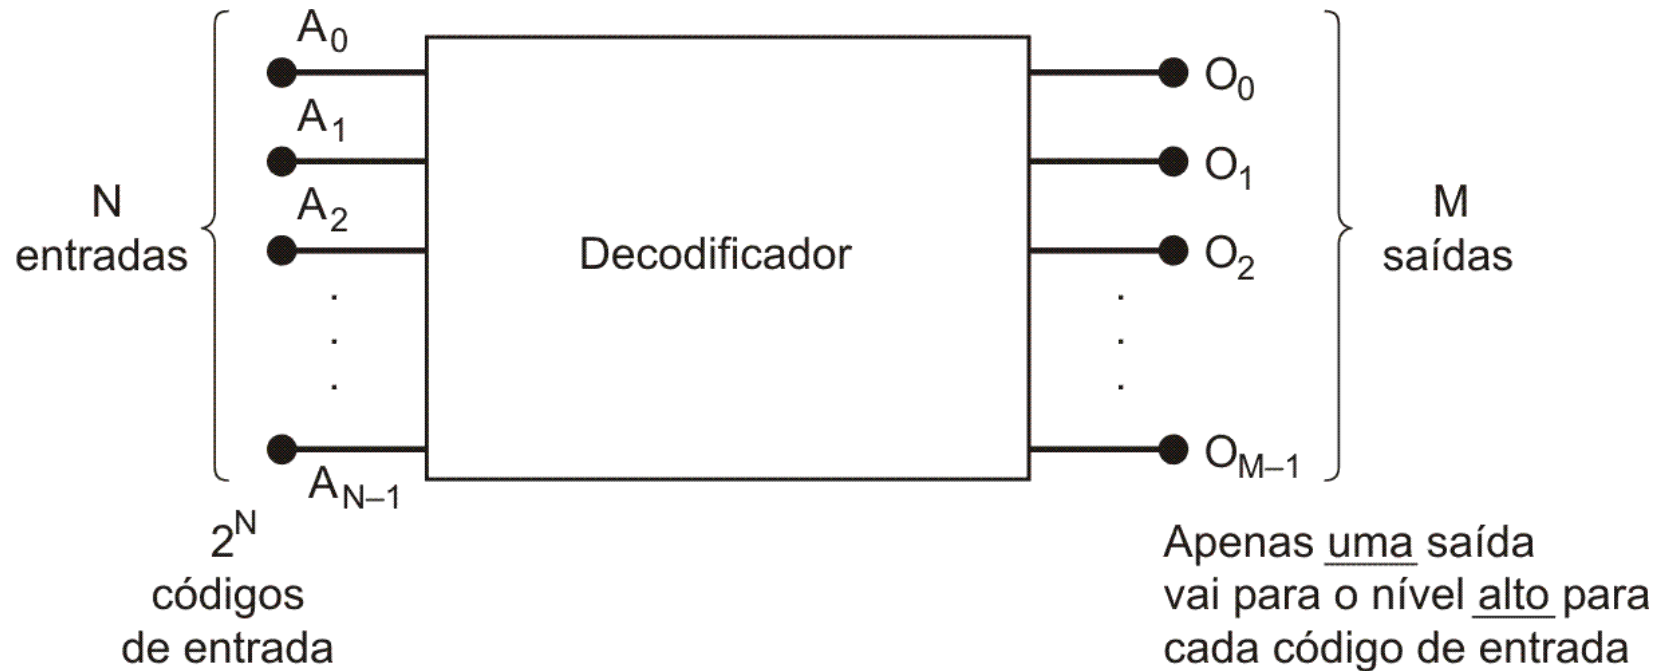 A0
A1
A2
AN–1
N
entradas
2^N
códigos
de entrada
Decodificador
O0
O1
O2
OM–1
M
saídas
Apenas uma saída
vai para o nível alto para
cada código de entrada